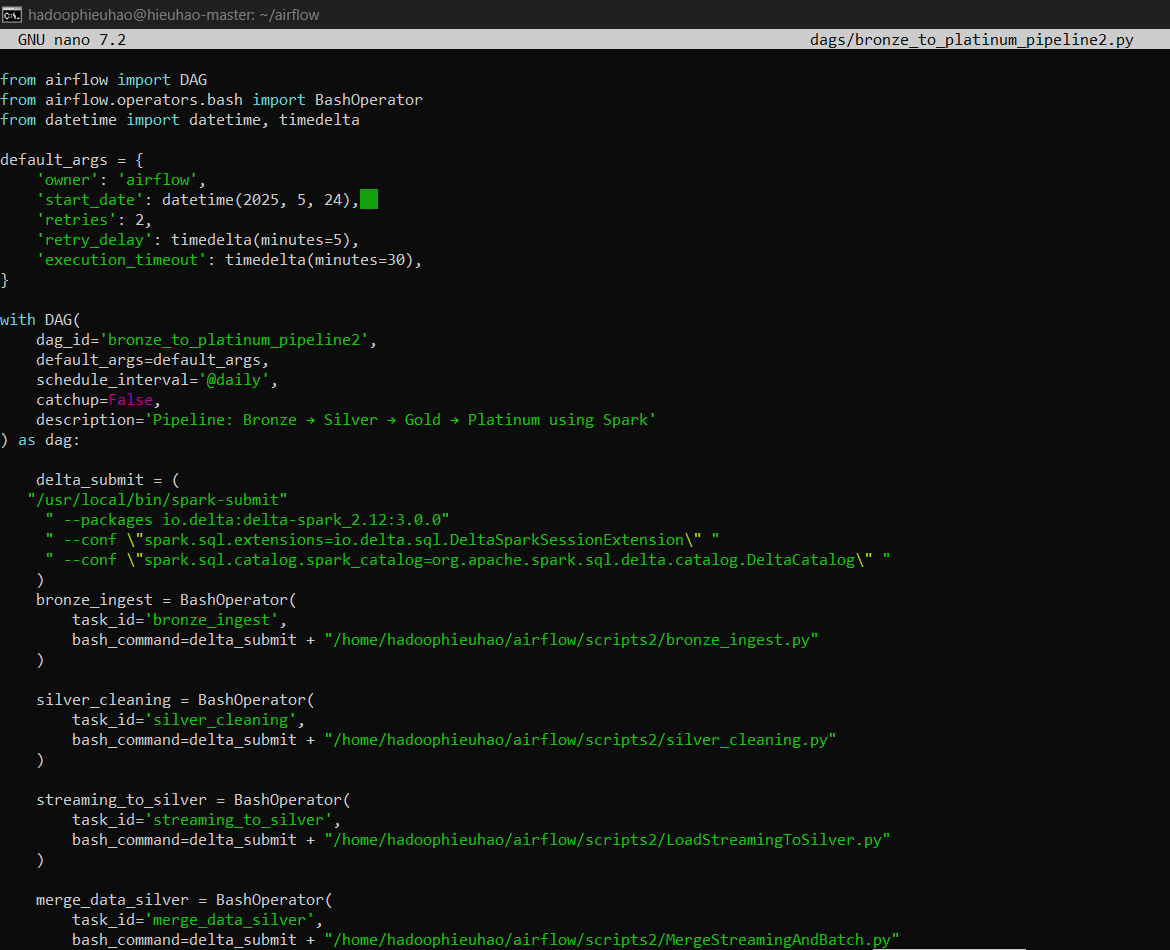 hadoophieuhao@hieuhao-master: ~/airflow
GNU nano 7.2 dags/bronze_to_platinum_pipeline2.py
from airflow import DAG
from airflow.operators.bash import BashOperator
from datetime import datetime, timedelta
default_args = {
    'owner': 'airflow',
    'start_date': datetime(2025, 5, 24),
    'retries': 2,
    'retry_delay': timedelta(minutes=5),
    'execution_timeout': timedelta(minutes=30),
}
with DAG(
    dag_id='bronze_to_platinum_pipeline2',
    default_args=default_args,
    schedule_interval='@daily',
    catchup=False,
    description='Pipeline: Bronze → Silver → Gold → Platinum using Spark'
) as dag:
    delta_submit = (
   "/usr/local/bin/spark-submit"
     " --packages io.delta:delta-spark_2.12:3.0.0"
     " --conf \"spark.sql.extensions=io.delta.sql.DeltaSparkSessionExtension\" "
     " --conf \"spark.sql.catalog.spark_catalog=org.apache.spark.sql.delta.catalog.DeltaCatalog\" "
    )
    bronze_ingest = BashOperator(
        task_id='bronze_ingest',
        bash_command=delta_submit + "/home/hadoophieuhao/airflow/scripts2/bronze_ingest.py"
    )
    silver_cleaning = BashOperator(
        task_id='silver_cleaning',
        bash_command=delta_submit + "/home/hadoophieuhao/airflow/scripts2/silver_cleaning.py"
    )
    streaming_to_silver = BashOperator(
        task_id='streaming_to_silver',
        bash_command=delta_submit + "/home/hadoophieuhao/airflow/scripts2/LoadStreamingToSilver.py"
    )
    merge_data_silver = BashOperator(
        task_id='merge_data_silver',
        bash_command=delta_submit + "/home/hadoophieuhao/airflow/scripts2/MergeStreamingAndBatch.py"